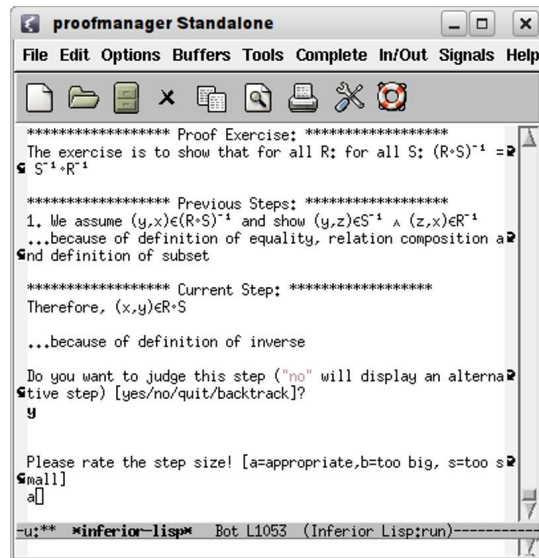 proofmanager Standalone
File Edit Options Buffers Tools Complete In/Out Signals Help
****************** Proof Exercise: ******************
The exercise is to show that for all R: for all S: (R∘S)⁻¹ =
S⁻¹∘R⁻¹
****************** Previous Steps: ******************
1. We assume (y,x)∈(R∘S)⁻¹ and show (y,z)∈S⁻¹ ∧ (z,x)∈R⁻¹
...because of definition of equality, relation composition a
nd definition of subset
****************** Current Step: ******************
Therefore, (x,y)∈R∘S
...because of definition of inverse
Do you want to judge this step ("no" will display an alterna
tive step) [yes/no/quit/backtrack]?
y
Please rate the step size! [a=appropriate,b=too big, s=too s
mall]
a
-u:** *inferior-lisp* Bot L1053 (Inferior Lisp:run)----------